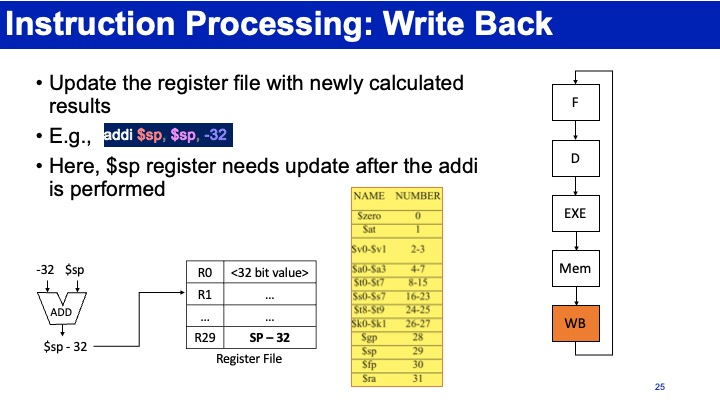 Instruction Processing: Write Back
• Update the register file with newly calculated
results
• E.g., addi $sp, $sp, -32
• Here, $sp register needs update after the addi
is performed
NAME NUMBER
$zero 0
$at 1
$v0-$v1 2-3
$a0-$a3 4-7
$t0-$t7 8-15
$s0-$s7 16-23
$t8-$t9 24-25
$k0-$k1 26-27
$gp 28
$sp 29
$fp 30
$ra 31
F
D
EXE
Mem
WB
-32 $sp
ADD
$sp - 32
R0 <32 bit value>
R1 ...
... ...
R29 SP – 32
Register File
25